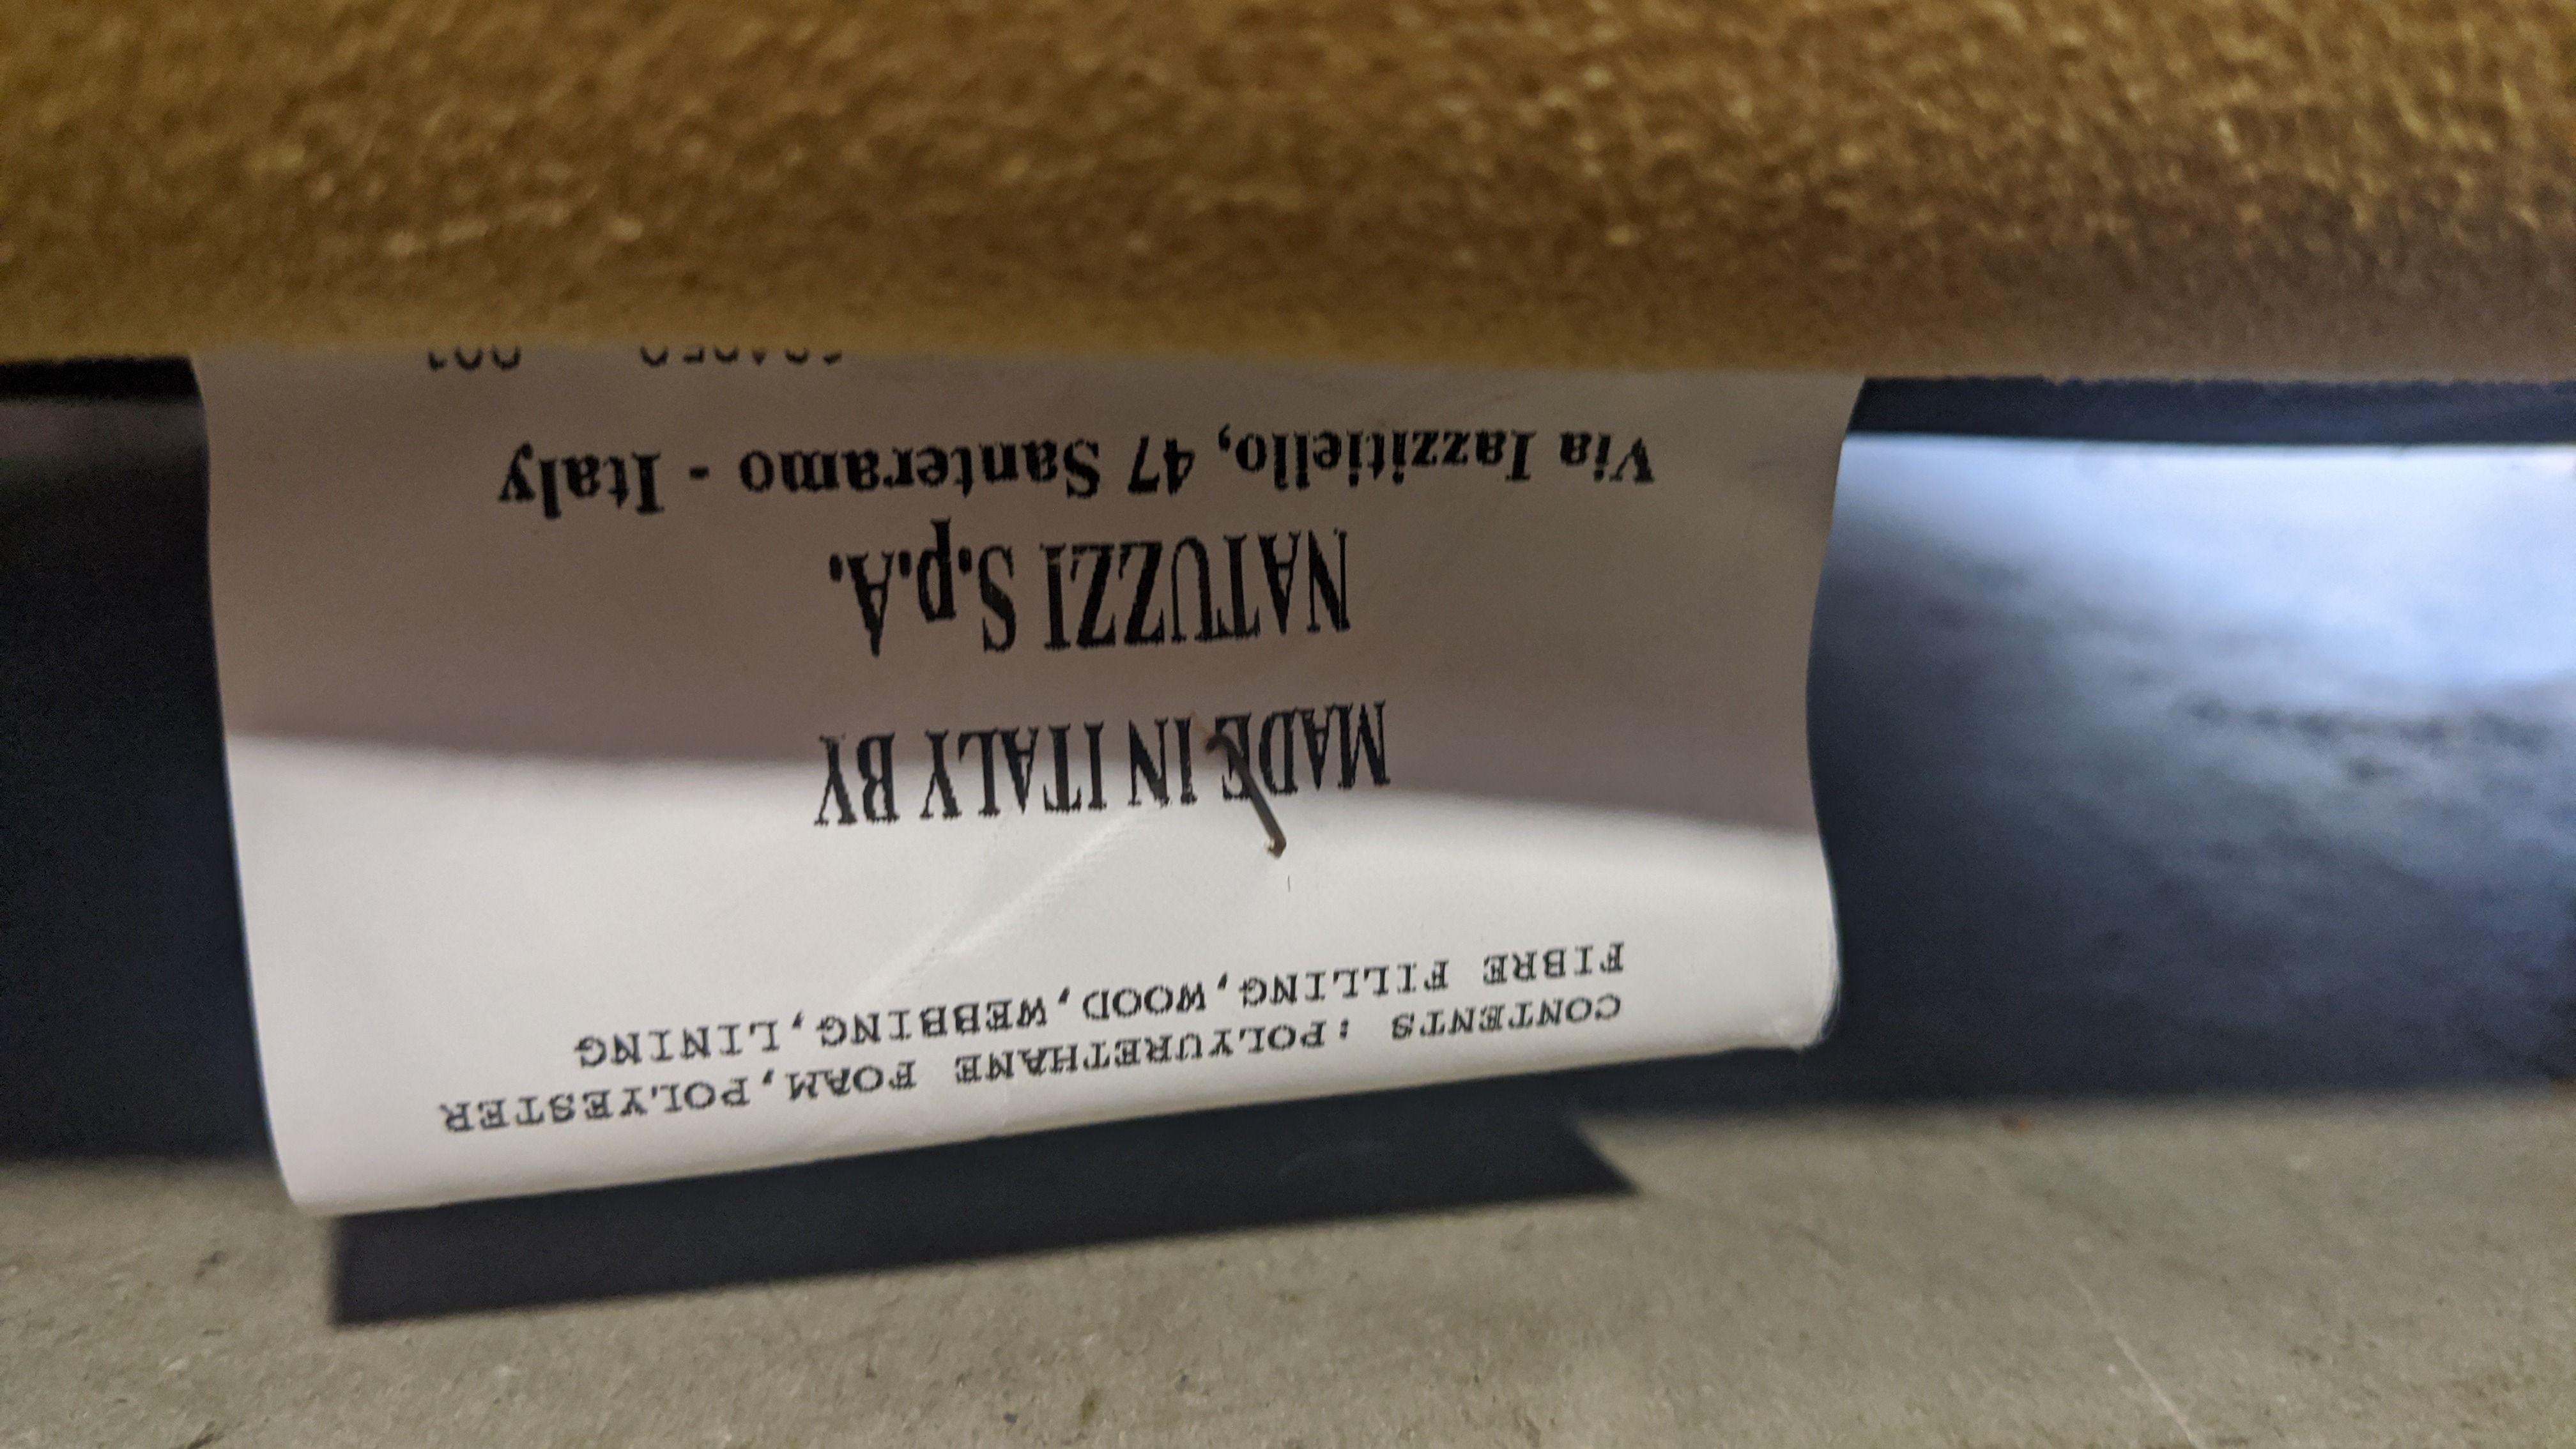 CONTENTS :POLYURETHANE FOAM,POLYESTER
FIBRE FILLING,WOOD,WEBBING,LINING
MADE IN ITALY BY
NATUZZI S.p.A.
Via Iazzitiello, 47 Santeramo - Italy